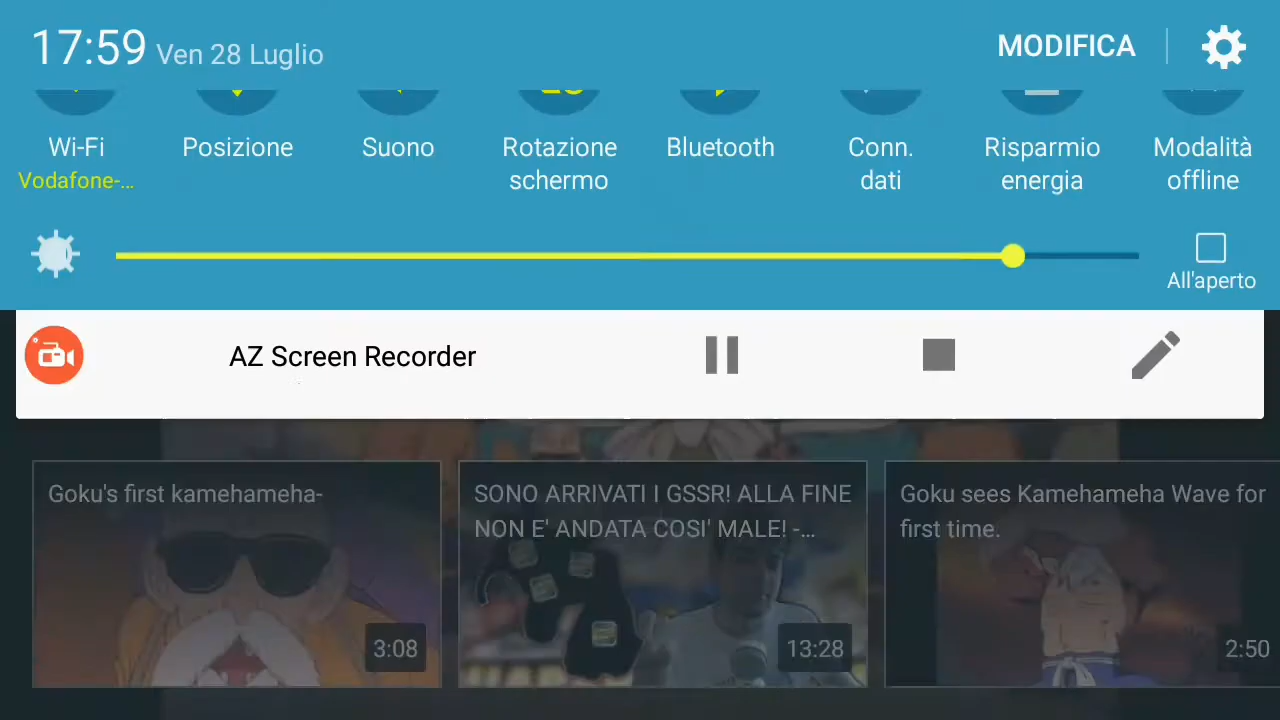 17:59 Ven 28 Luglio MODIFICA
Wi-Fi Posizione Suono Rotazione Bluetooth Conn. Risparmio Modalità
Vodafone-... schermo dati energia offline
All'aperto
AZ Screen Recorder
Goku's first kamehameha-
3:08
SONO ARRIVATI I GSSR! ALLA FINE
NON E' ANDATA COSI' MALE! -...
13:28
Goku sees Kamehameha Wave for
first time.
2:50